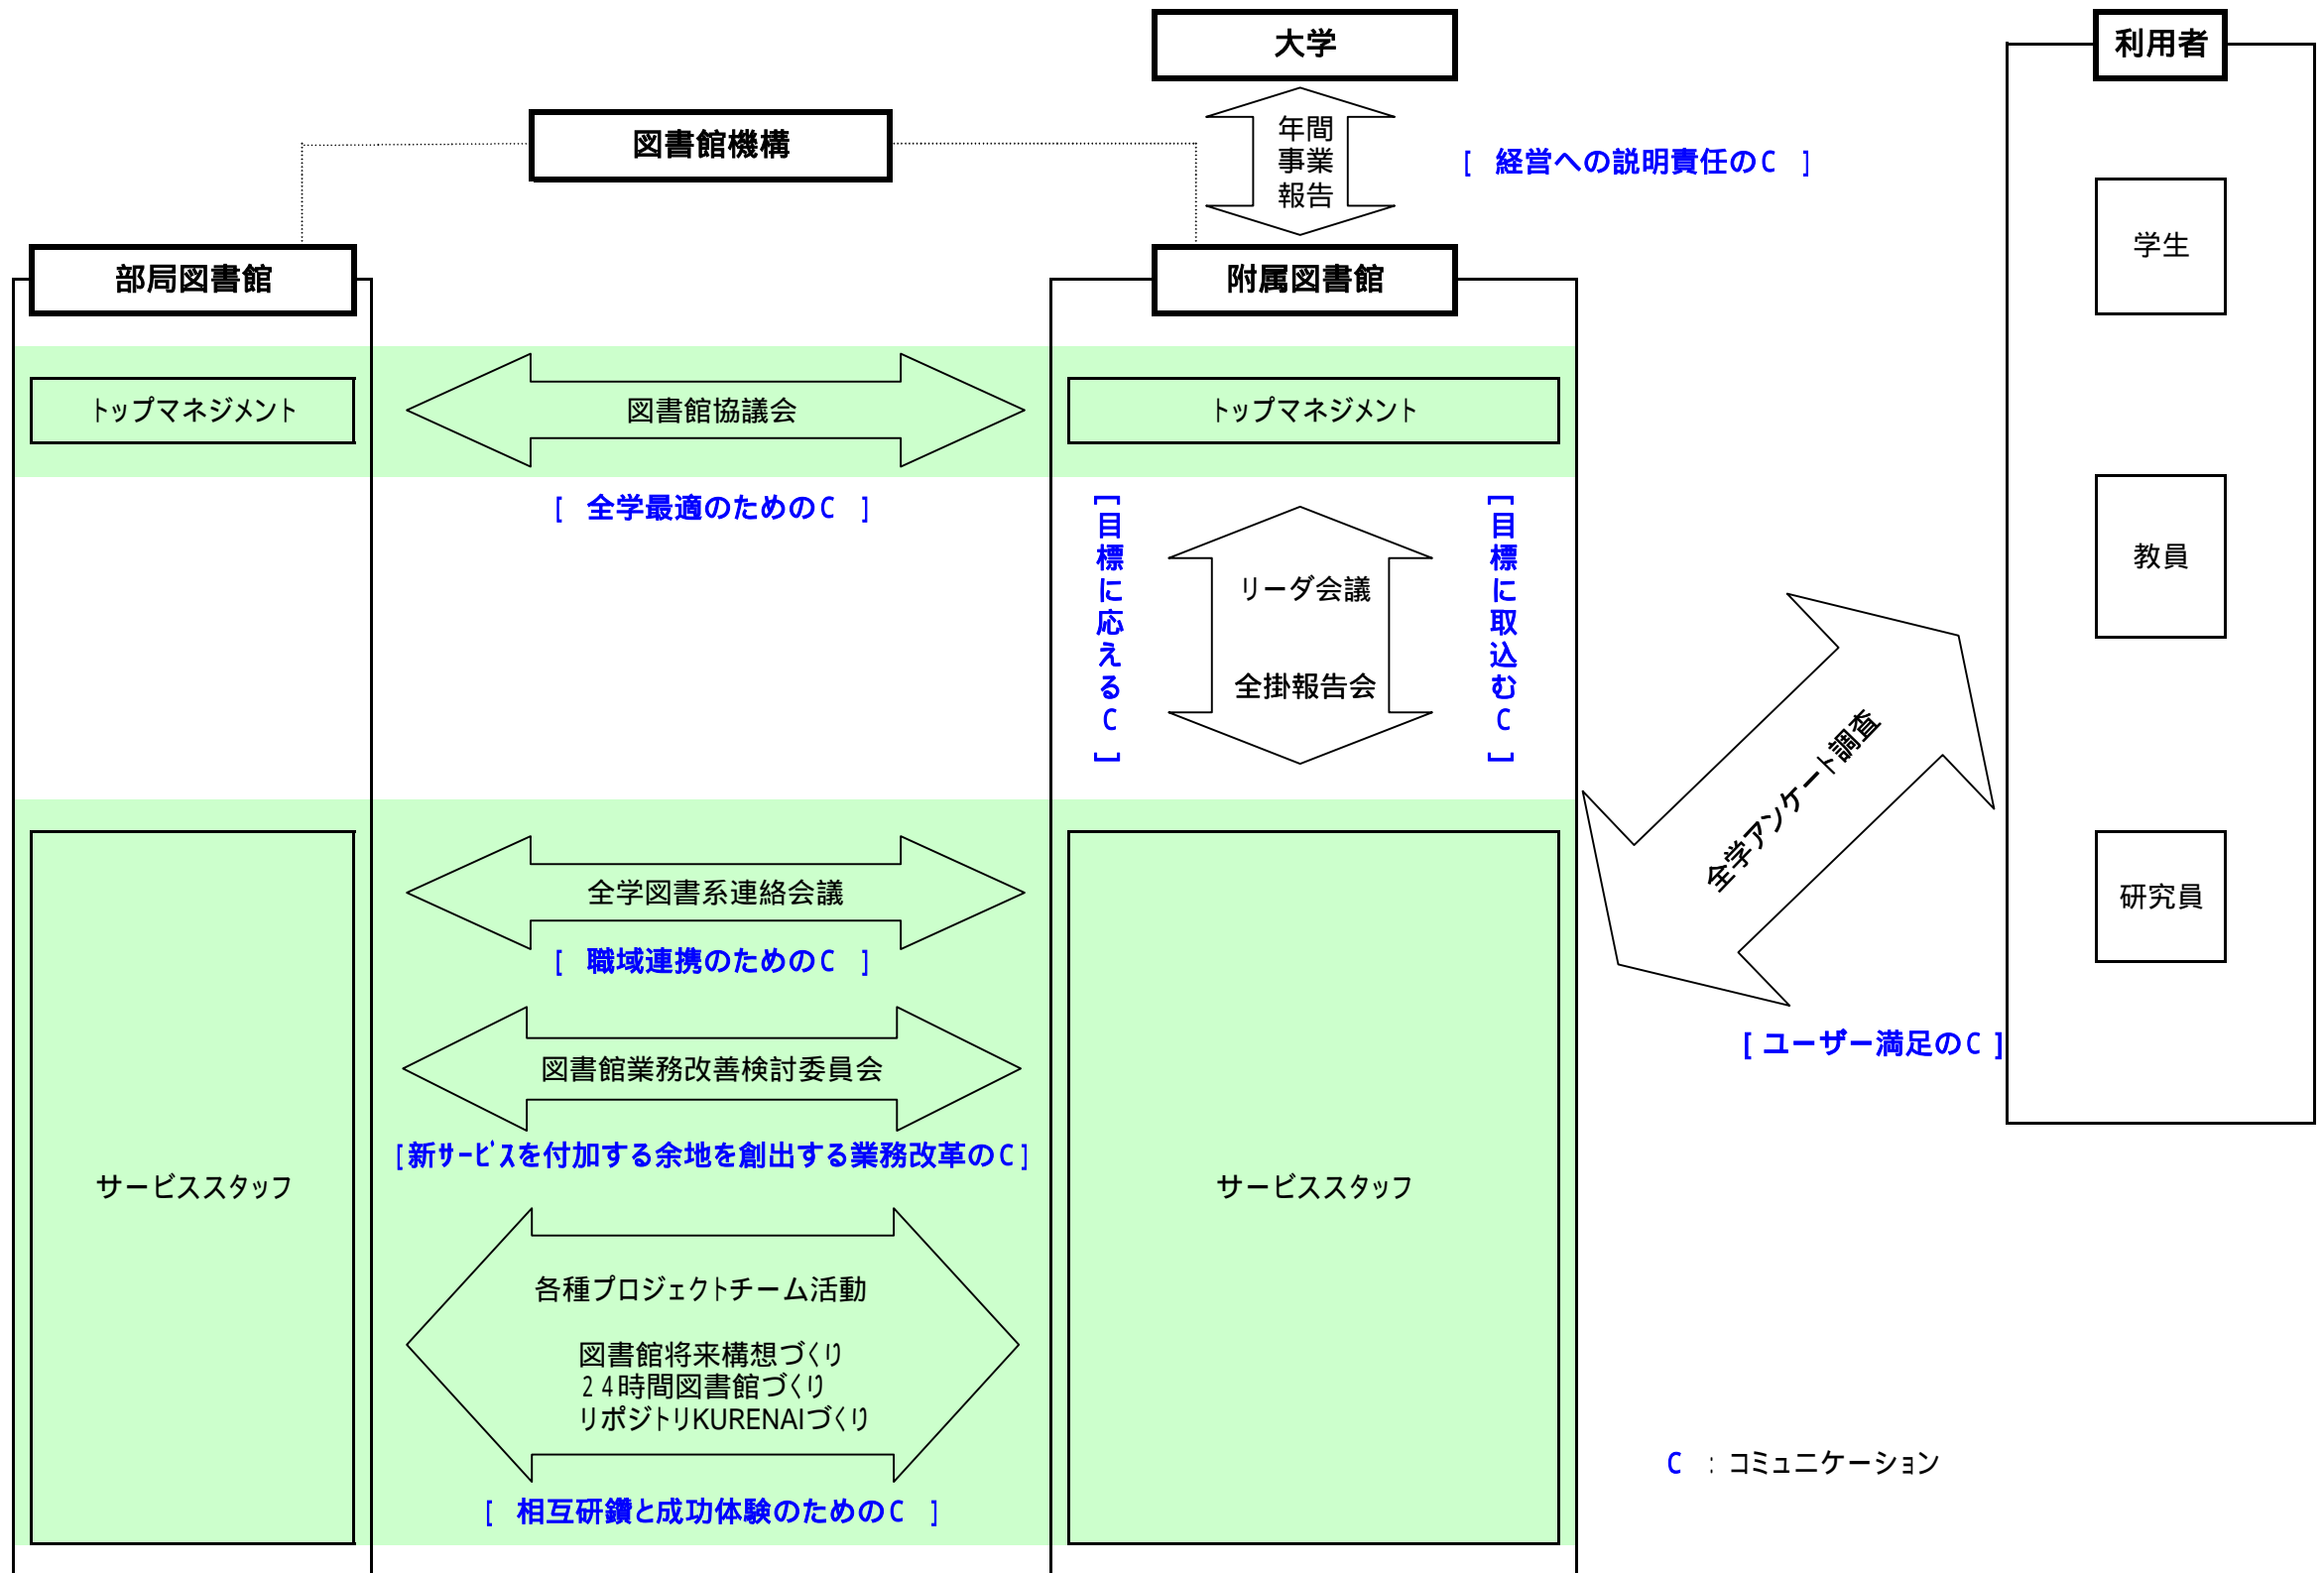 大学
利用者
図書館機構
年間
事業
報告
[ 経営への説明責任のC ]
学生
部局図書館
附属図書館
トップマネジメント
図書館協議会
トップマネジメント
[ 全学最適のためのC ]
[目標に応えるC]
リーダ会議
全掛報告会
[目標に取込むC]
教員
全学アンケート調査
研究員
[ユーザー満足のC]
全学図書系連絡会議
[ 職域連携のためのC ]
図書館業務改善検討委員会
[新ｻｰﾋﾞｽを付加する余地を創出する業務改革のC]
サービススタッフ
サービススタッフ
各種プロジェクトチーム活動
図書館将来構想づくり
24時間図書館づくり
リポジトリKURENAIづくり
[ 相互研鑽と成功体験のためのC ]
C : コミュニケーション